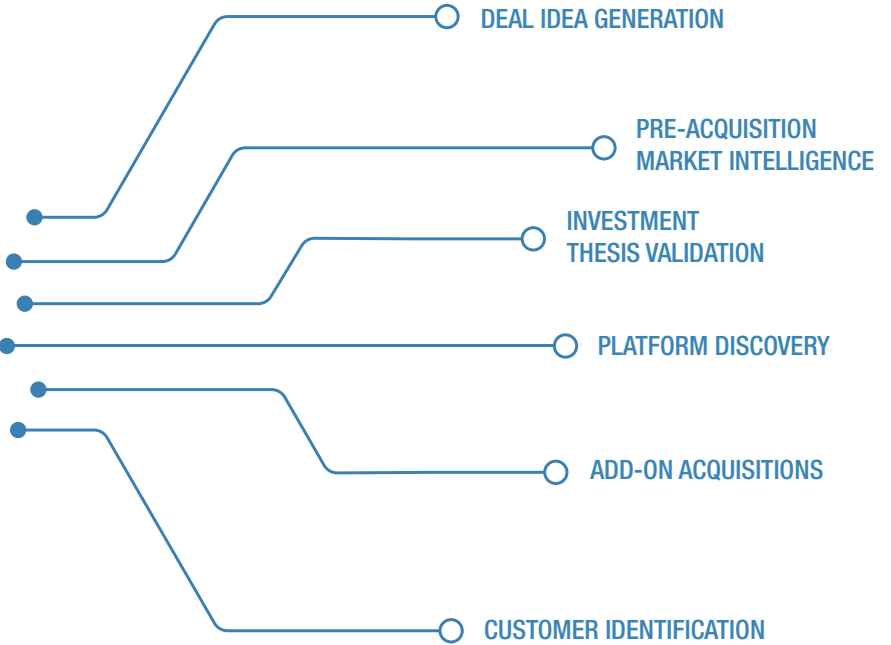 DEAL IDEA GENERATION
PRE-ACQUISITION
MARKET INTELLIGENCE
INVESTMENT
THESIS VALIDATION
PLATFORM DISCOVERY
ADD-ON ACQUISITIONS
CUSTOMER IDENTIFICATION